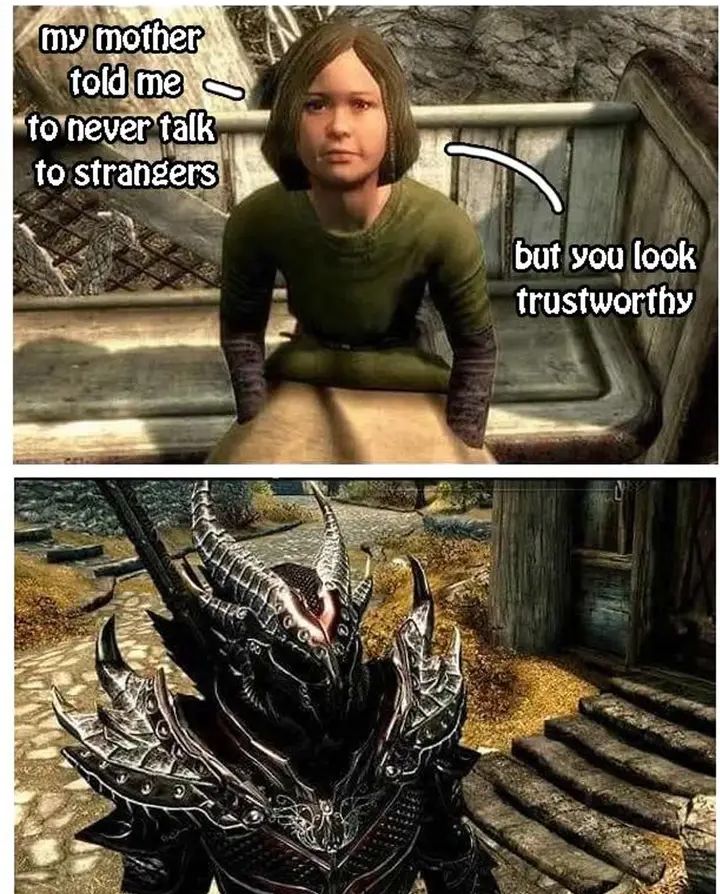 my mother
told me
to never talk
to strangers
but you look
trustworthy